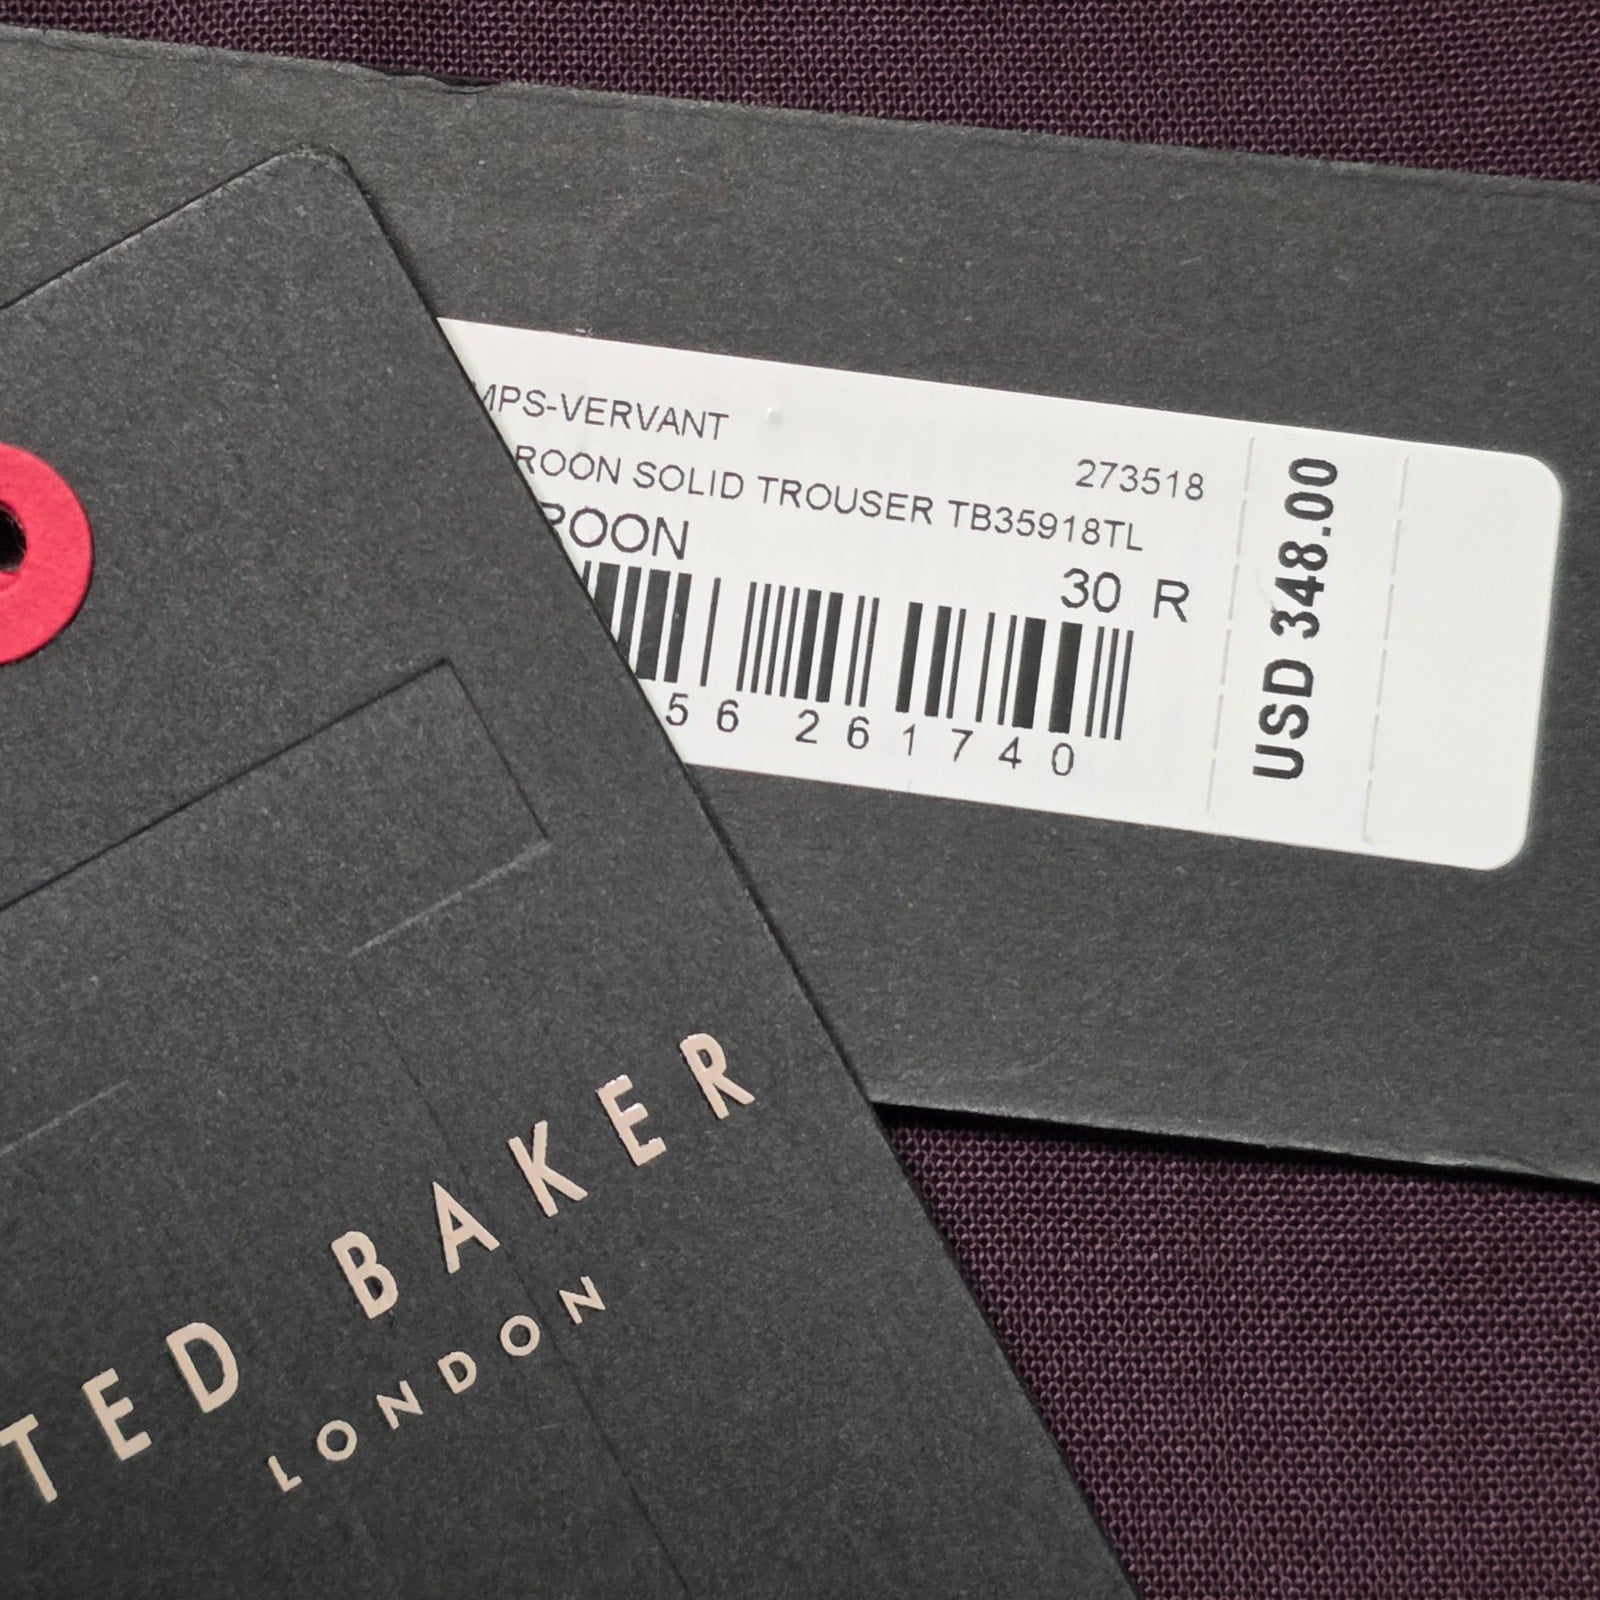 MPS-VERVANT
273518
ROON SOLID TROUSER TB35918TL
ROON
30 R
56 261740
USD 348.00
TED BAKER
LONDON